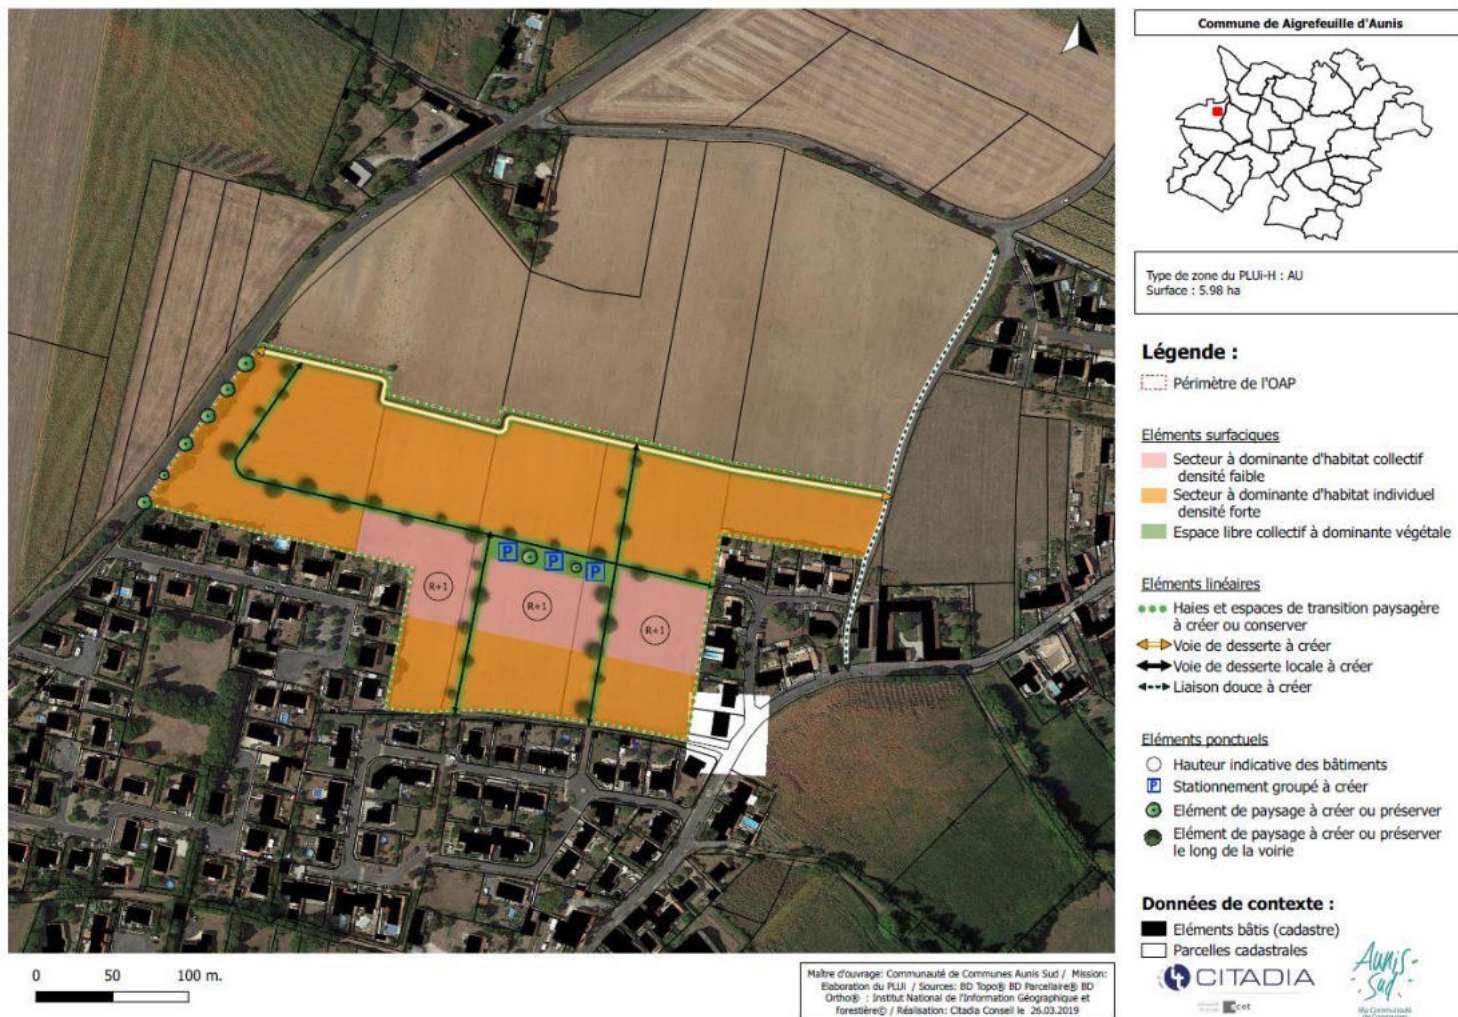 Commune de Aigrefeuille d'Aunis
Type de zone du PLUi-H : AU
Surface : 5.98 ha
Légende :
Périmètre de l'OAP
Eléments surfaciques
Secteur à dominante d'habitat collectif
densité faible
Secteur à dominante d'habitat individuel
densité forte
Espace libre collectif à dominante végétale
Eléments linéaires
Haies et espaces de transition paysagère
à créer ou conserver
Voie de desserte à créer
Voie de desserte locale à créer
Liaison douce à créer
Eléments ponctuels
Hauteur indicative des bâtiments
P Stationnement groupé à créer
Elément de paysage à créer ou préserver
Elément de paysage à créer ou préserver
le long de la voirie
Données de contexte :
Eléments bâtis (cadastre)
Parcelles cadastrales
CITADIA
cet
Aunis
Sud
Ma Communauté
de Communes
P P P
R+1 R+1 R+1
0 50 100 m.
Maître d'ouvrage: Communauté de Communes Aunis Sud / Mission:
Elaboration du PLUI / Sources: BD Topo® BD Parcellaire® BD
Ortho® : Institut National de l'Information Géographique et
forestière© / Réalisation: Citadia Conseil le 26.03.2019